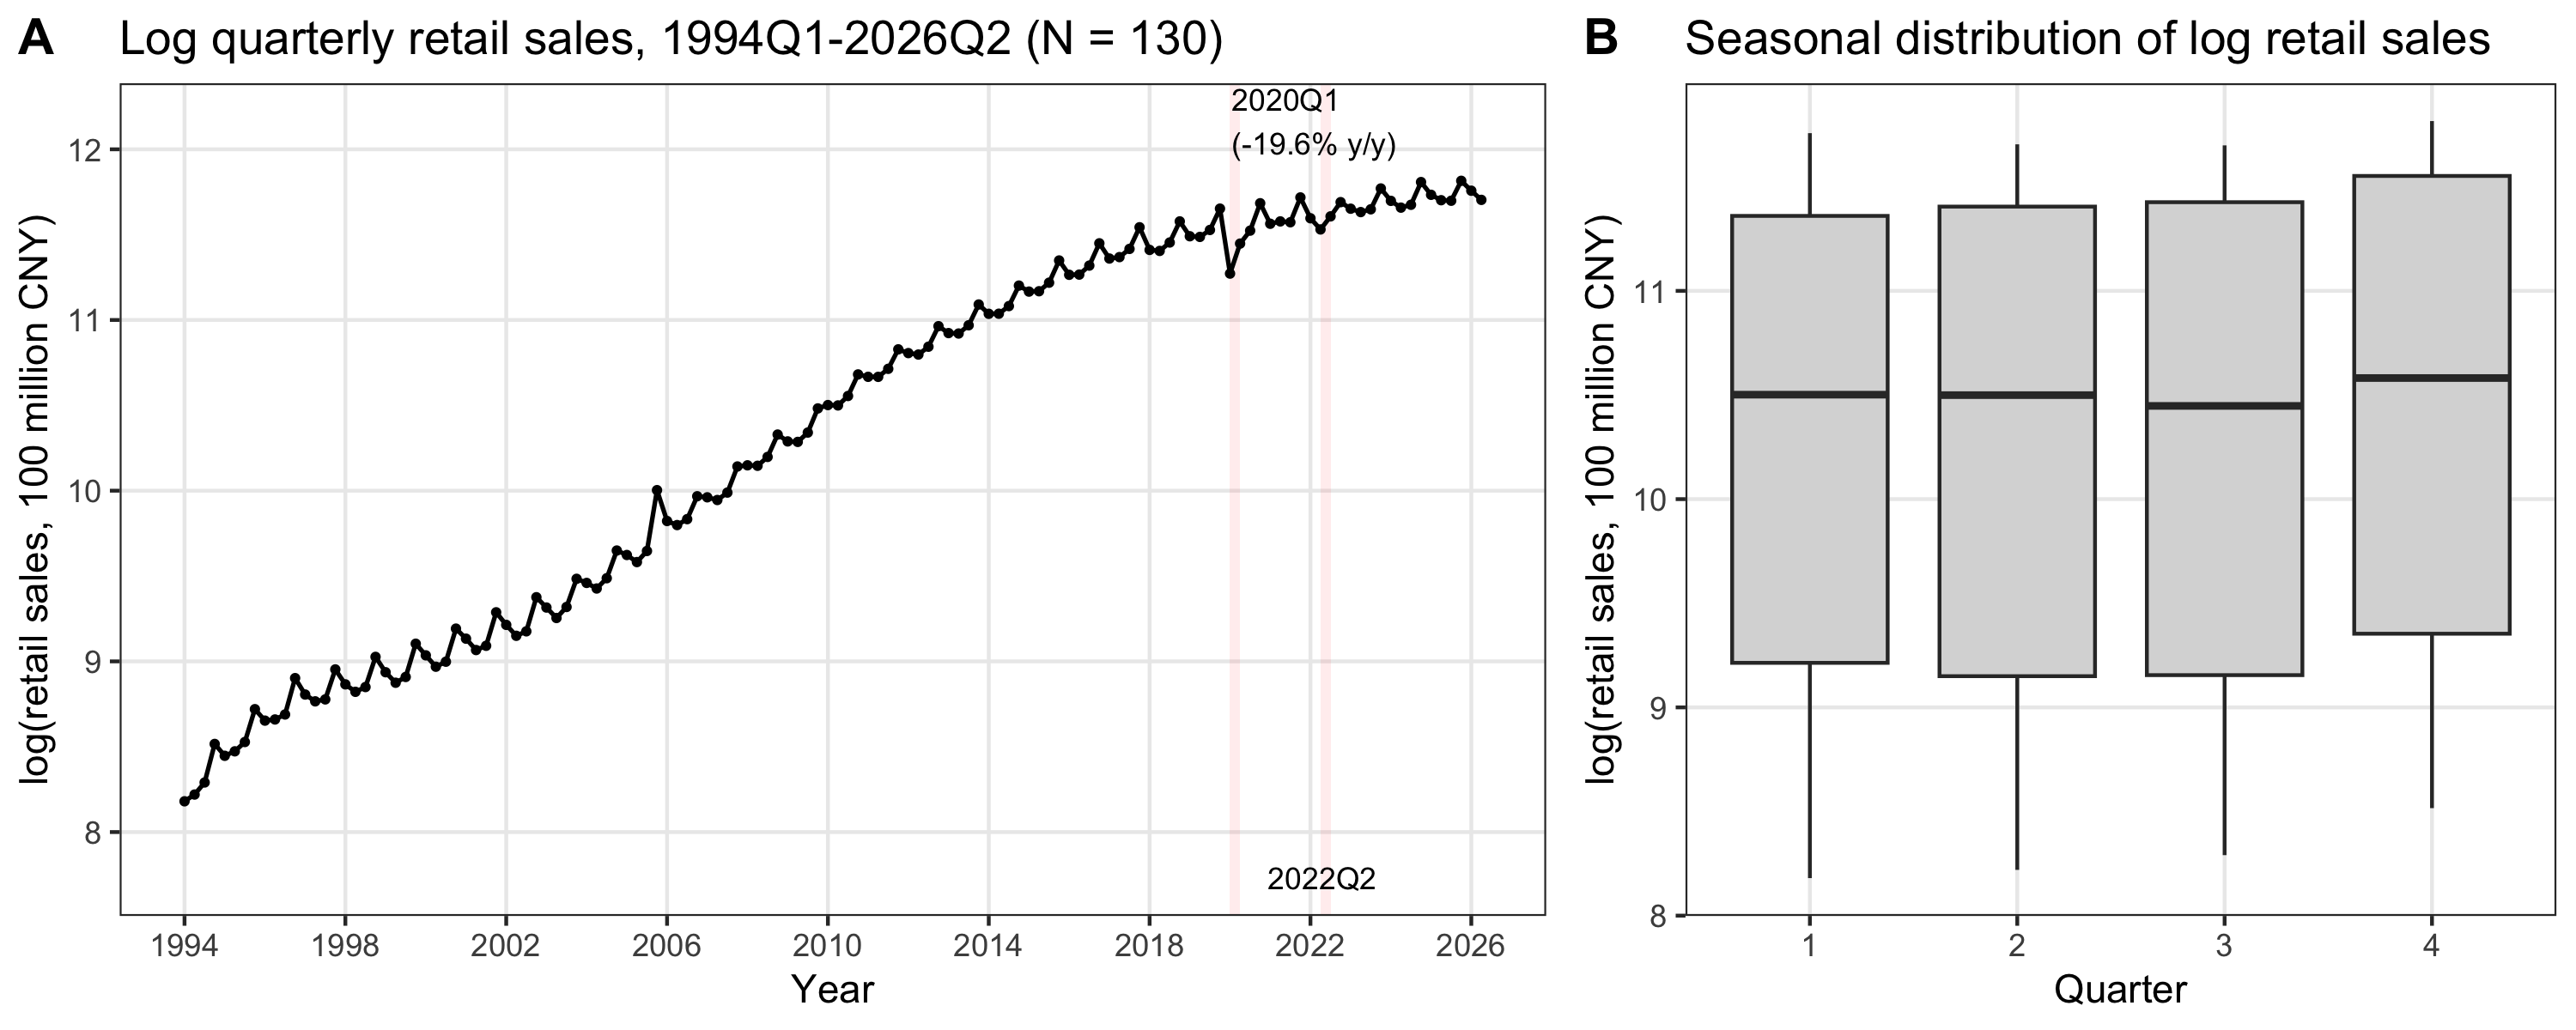 A
Log quarterly retail sales, 1994Q1-2026Q2 (N = 130)
log(retail sales, 100 million CNY)
12
11
10
9
8
2020Q1
(-19.6% y/y)
2022Q2
1994
1998
2002
2006
2010
2014
2018
2022
2026
Year
B
Seasonal distribution of log retail sales
log(retail sales, 100 million CNY)
11
10
9
8
1
2
3
4
Quarter